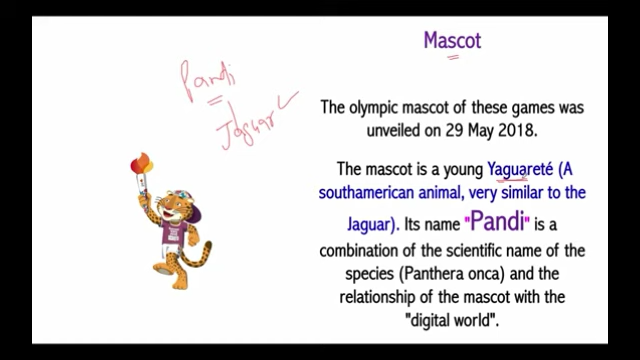 Mascot
Pandi
Jaguar
The olympic mascot of these games was
unveiled on 29 May 2018.
The mascot is a young Yaguareté (A
southamerican animal, very similar to the
Jaguar). Its name "Pandi" is a
combination of the scientific name of the
species (Panthera onca) and the
relationship of the mascot with the
"digital world".